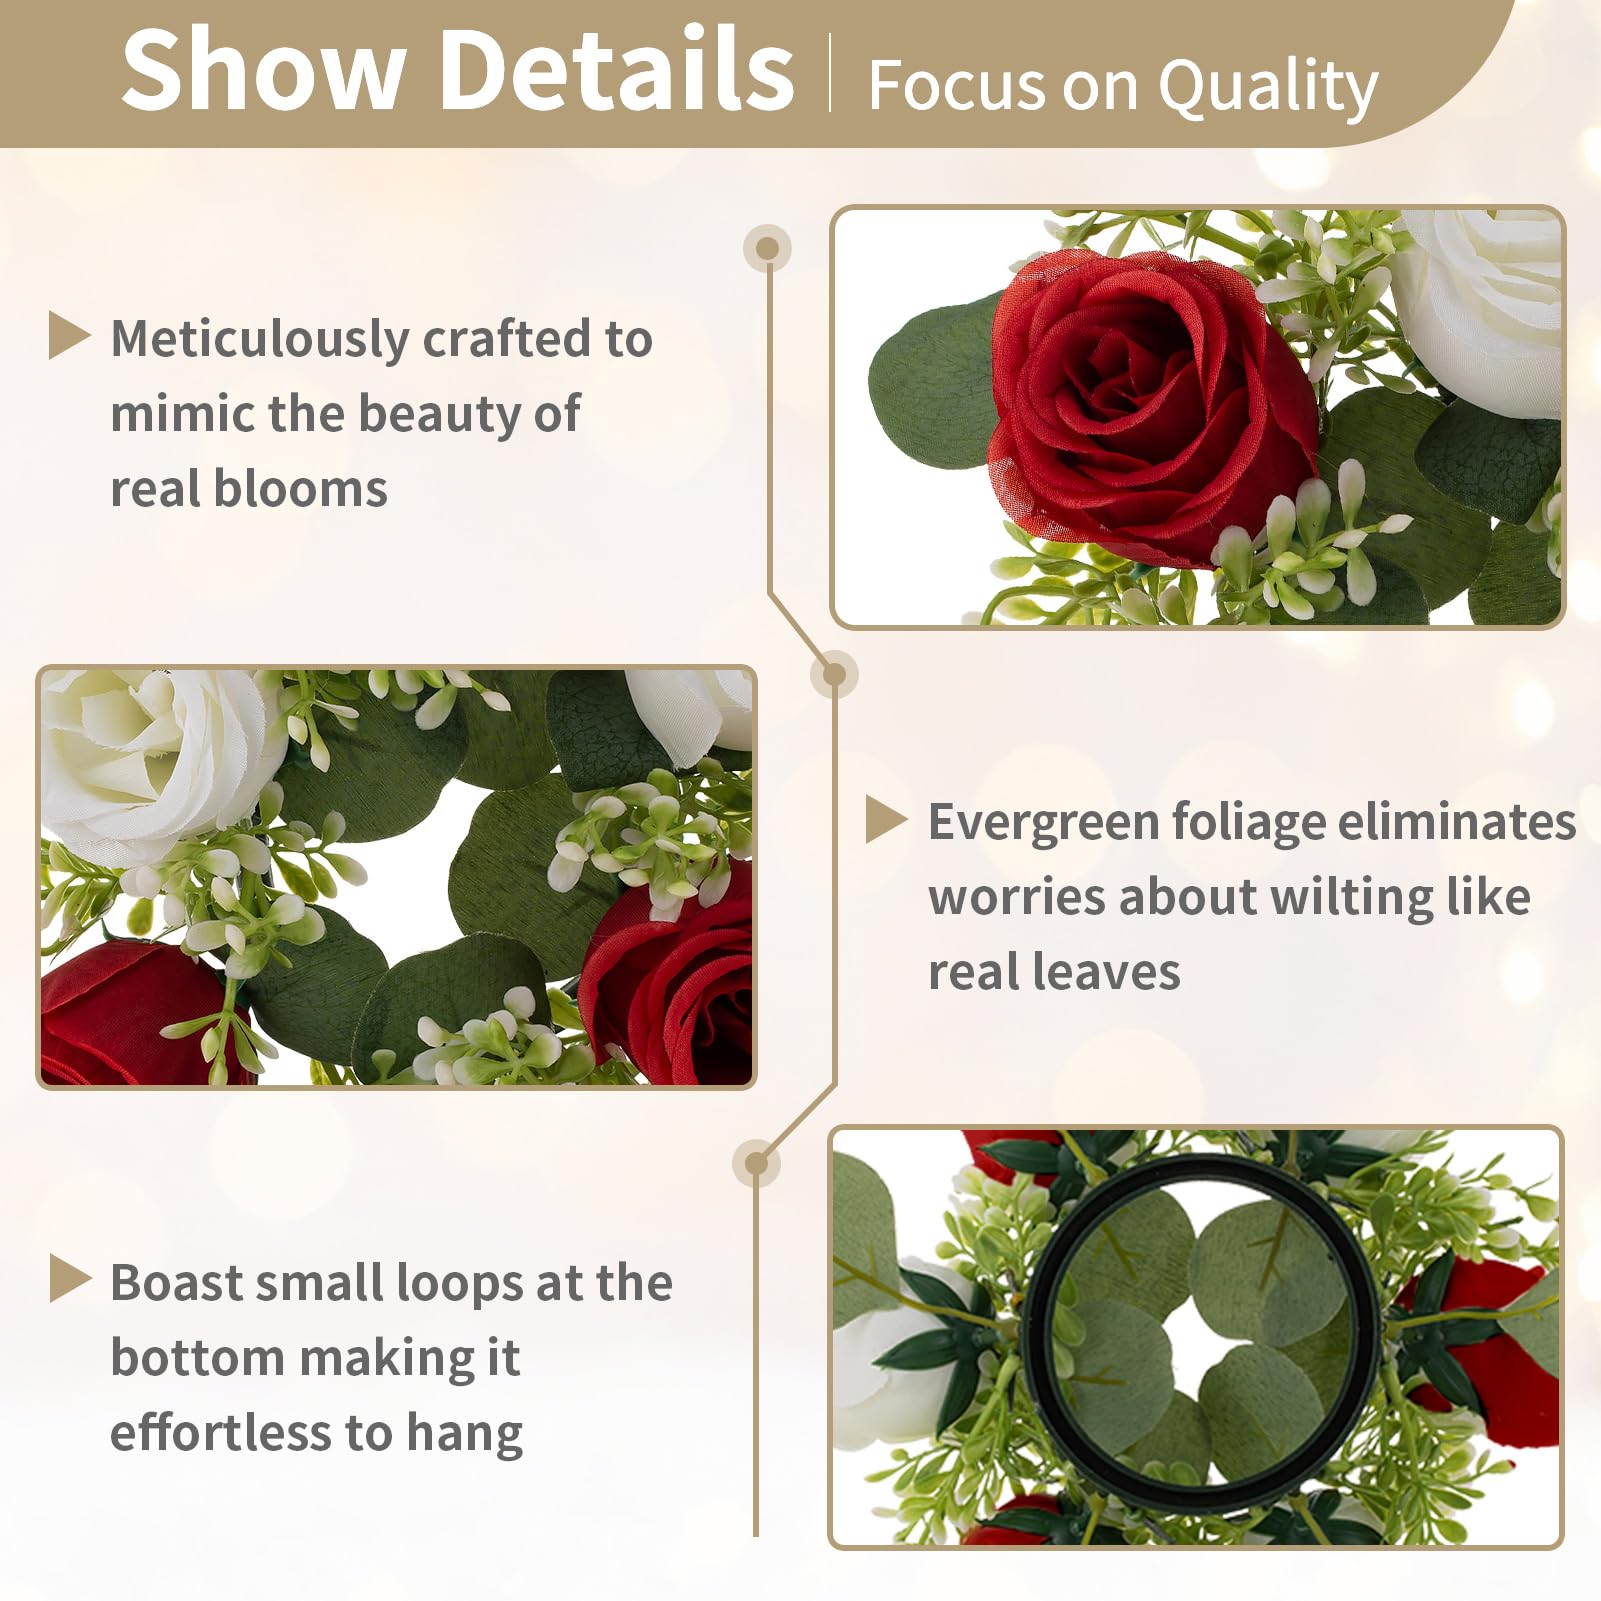 Show Details | Focus on Quality
Meticulously crafted to
mimic the beauty of
real blooms
Evergreen foliage eliminates
worries about wilting like
real leaves
Boast small loops at the
bottom making it
effortless to hang